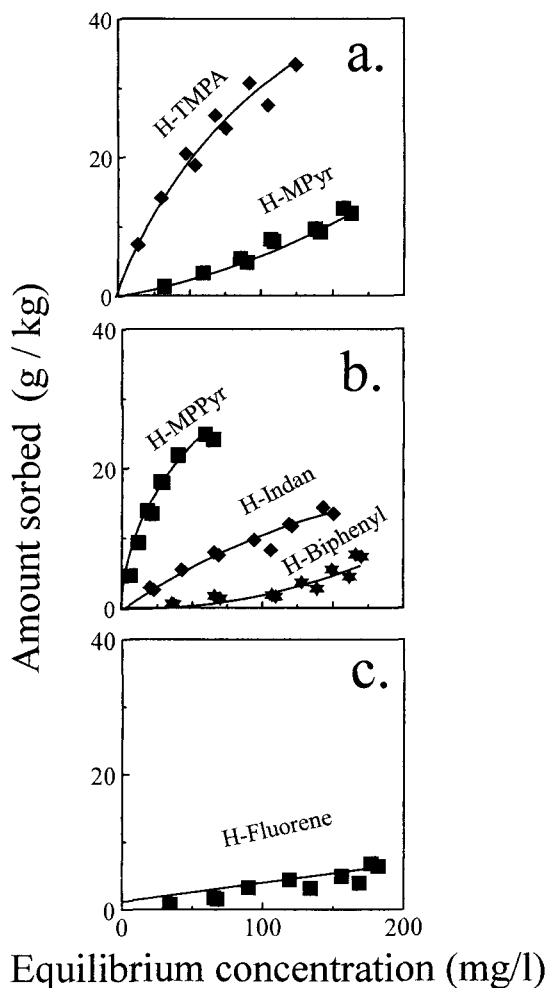 40
a.
H-TMPA
20
H-MPyr
0
40
b.
H-MPPyr
20
H-Indan
H-Biphenyl
0
40
c.
20
H-Fluorene
0
0 100 200
Amount sorbed (g / kg)
Equilibrium concentration (mg/l)